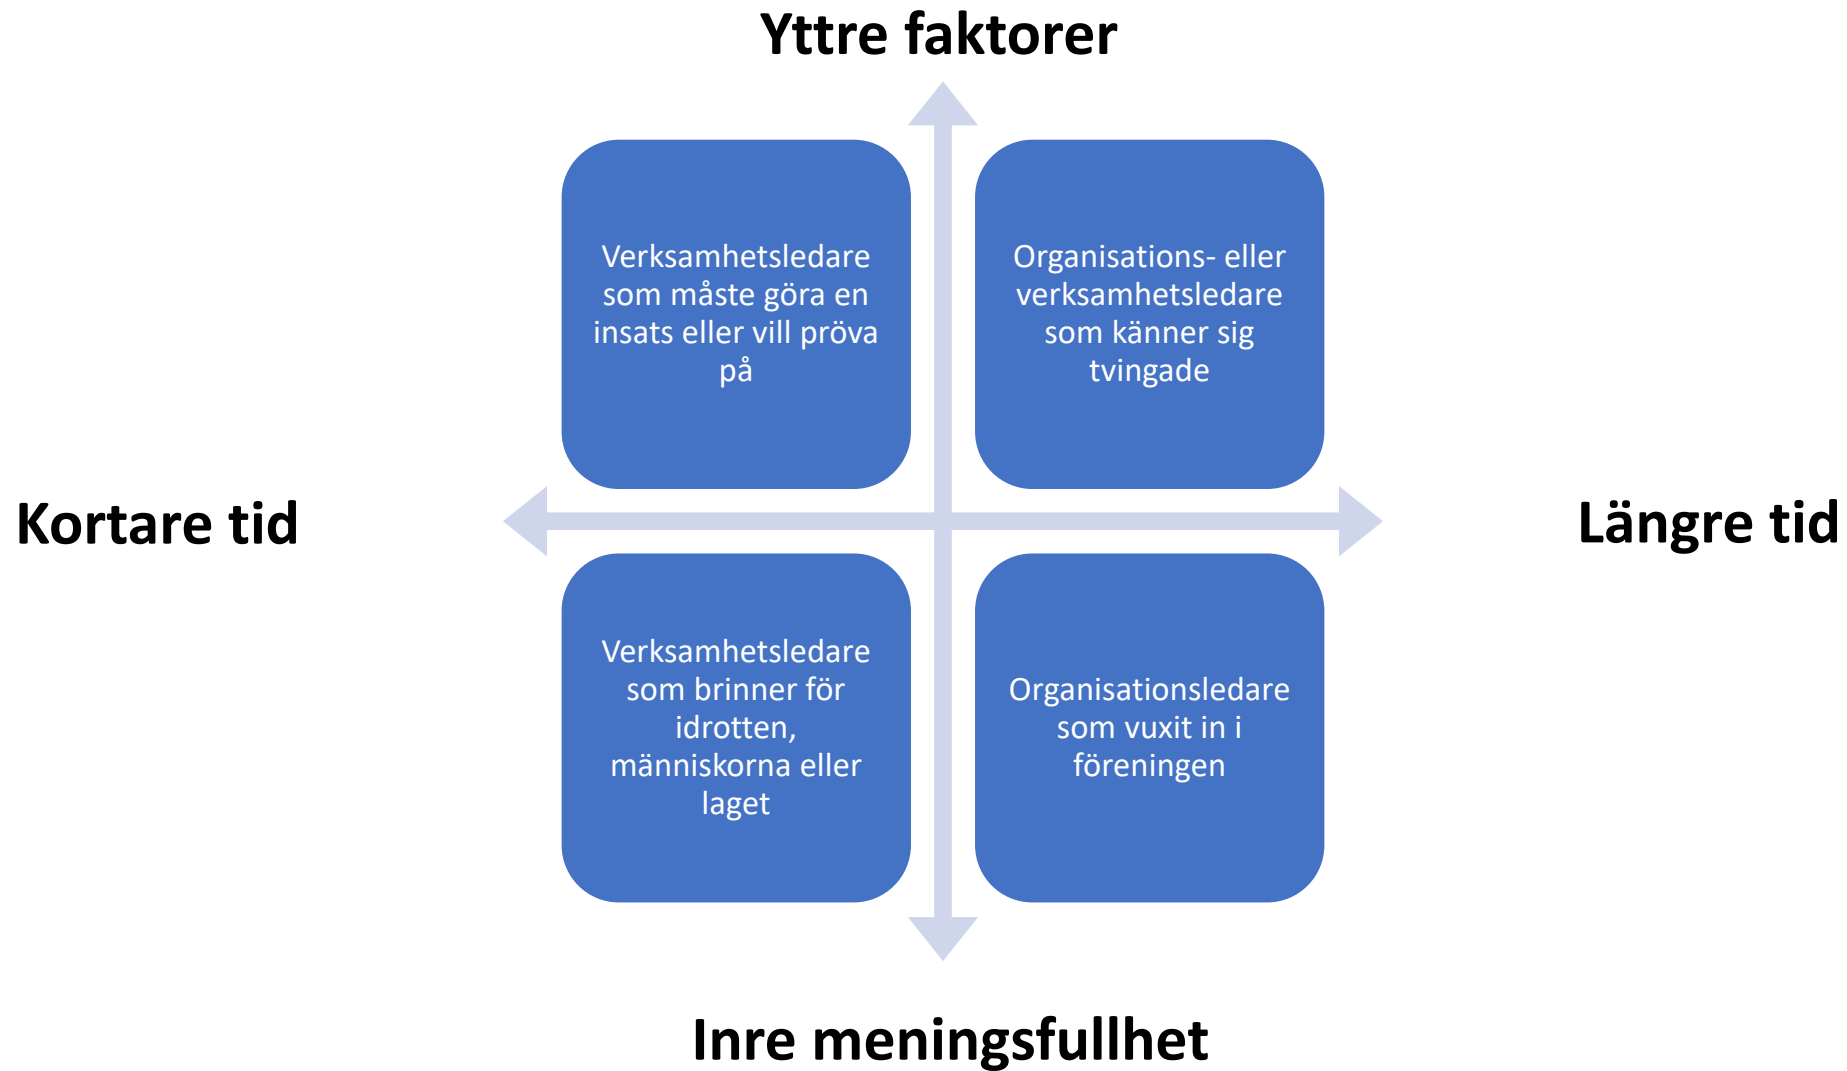 Yttre faktorer
Verksamhetsledare
som måste göra en
insats eller vill pröva
på
Organisations- eller
verksamhetsledare
som känner sig
tvingade
Kortare tid
Längre tid
Verksamhetsledare
som brinner för
idrotten,
människorna eller
laget
Organisationsledare
som vuxit in i
föreningen
Inre meningsfullhet